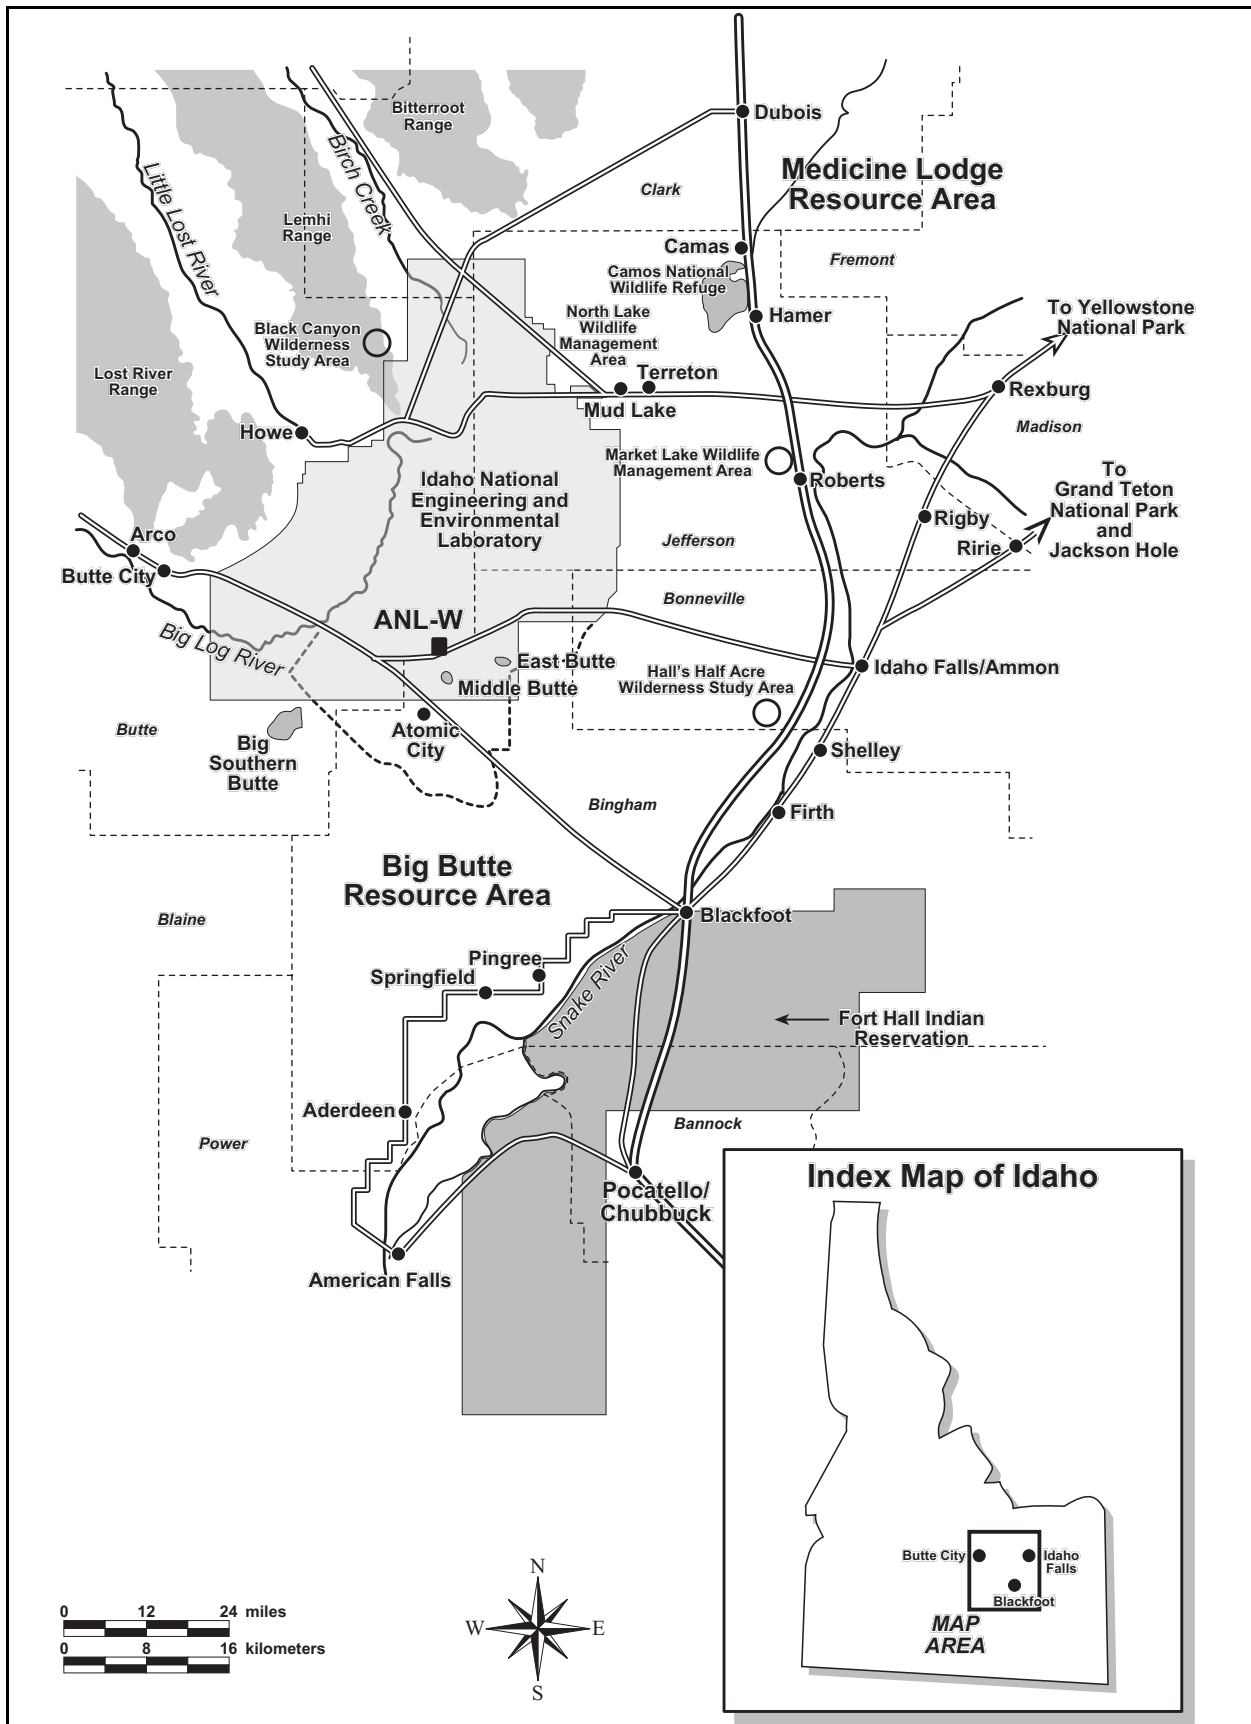 Bitterroot
Range
Dubois
Little Lost River
Birch Creek
Medicine Lodge
Resource Area
Clark
Lemhi
Range
Camas
Camos National
Wildlife Refuge
Fremont
Hamer
To Yellowstone
National Park
Black Canyon
Wilderness
Study Area
North Lake
Wildlife
Management
Area
Lost River
Range
Terreton
Mud Lake
Rexburg
Madison
Howe
Market Lake Wildlife
Management Area
Roberts
Idaho National
Engineering and
Environmental
Laboratory
To
Grand Teton
National Park
and
Jackson Hole
Rigby
Ririe
Arco
Butte City
Jefferson
Bonneville
ANL-W
Big Log River
East Butte
Middle Butte
Hall's Half Acre
Wilderness Study Area
Idaho Falls/Ammon
Butte
Atomic
City
Big
Southern
Butte
Shelley
Bingham
Firth
Big Butte
Resource Area
Blaine
Blackfoot
Pingree
Springfield
Snake River
Fort Hall Indian
Reservation
Aderdeen
Power
Bannock
Pocatello/
Chubbuck
American Falls
Index Map of Idaho
Butte City
Idaho
Falls
Blackfoot
MAP
AREA
0 12 24 miles
0 8 16 kilometers
N
W E
S